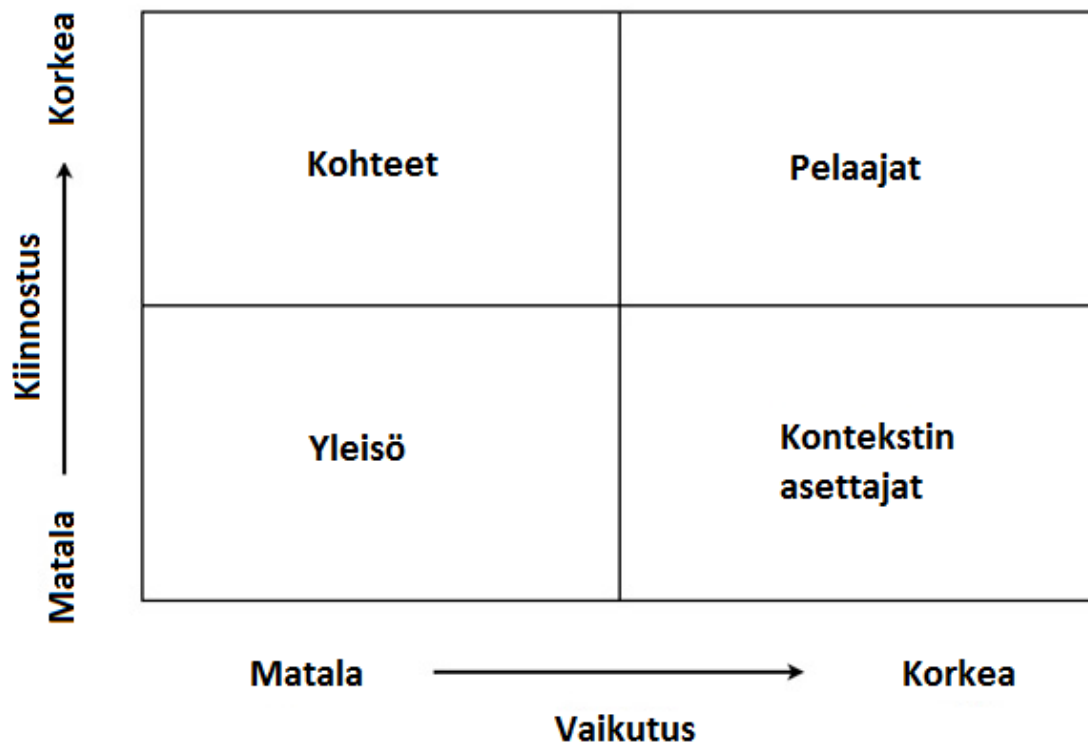 Korkea
Kiinnostus
Matala
Kohteet
Pelaajat
Yleisö
Kontekstin
asettajat
Matala
Korkea
Vaikutus